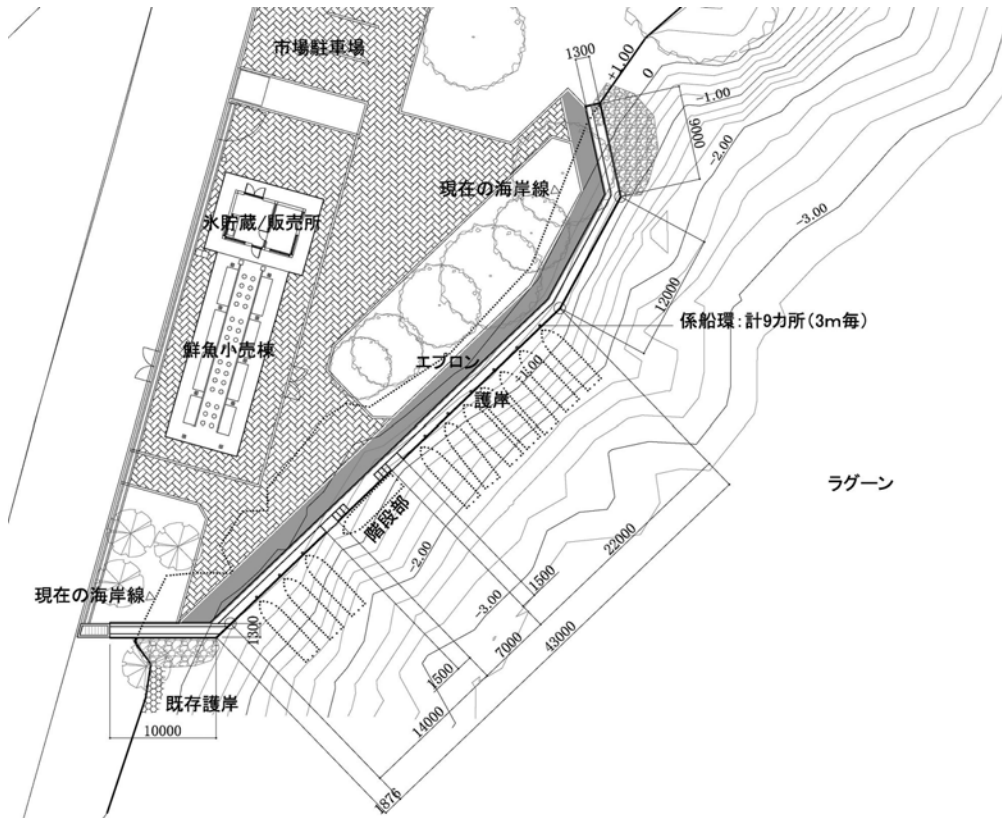 市場駐車場
1300
+1.00
0
-1.00
9000
-2.00
現在の海岸線△
-3.00
氷貯蔵/販売所
12000
係船環：計9カ所(3m毎)
鮮魚小売棟
エプロン
+1.00
護岸
ラグーン
階段部
22000
-2.00
1500
現在の海岸線△
-3.00
43000
7000
1300
1500
既存護岸
14000
10000
1876